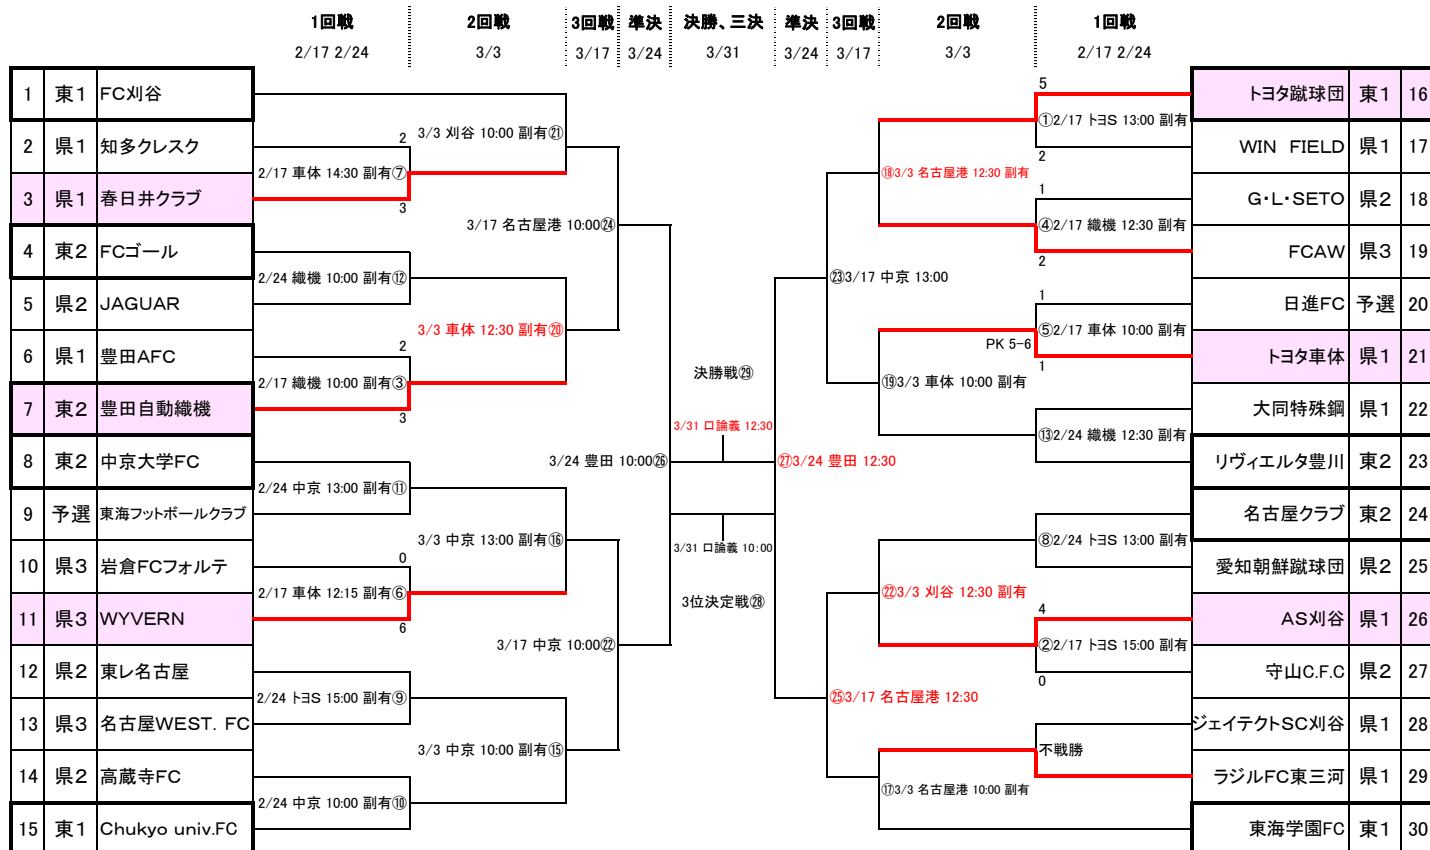 1回戦 2回戦 3回戦 準決 決勝、三決 準決 3回戦 2回戦 1回戦
2/17 2/24 3/3 3/17 3/24 3/31 3/24 3/17 3/3 2/17 2/24
1 東1 FC刈谷
2 県1 知多クレスク
3 県1 春日井クラブ
4 東2 FCゴール
5 県2 JAGUAR
6 県1 豊田AFC
7 東2 豊田自動織機
8 東2 中京大学FC
9 予選 東海フットボールクラブ
10 県3 岩倉FCフォルテ
11 県3 WYVERN
12 県2 東レ名古屋
13 県3 名古屋WEST. FC
14 県2 高蔵寺FC
15 東1 Chukyo univ.FC
2
2/17 車体 14:30 副有⑦
3
2/24 織機 10:00 副有⑫
2
2/17 織機 10:00 副有③
3
2/24 中京 13:00 副有⑪
0
2/17 車体 12:15 副有⑥
6
2/24 トヨS 15:00 副有⑨
2/24 中京 10:00 副有⑩
3/3 刈谷 10:00 副有㉑
3/3 車体 12:30 副有⑳
3/3 中京 13:00 副有⑯
3/3 中京 10:00 副有⑮
3/17 名古屋港 10:00㉔
3/17 中京 10:00㉒
3/24 豊田 10:00㉖
決勝戦㉙
3/31 口論義 12:30
3/31 口論義 10:00
3位決定戦㉘
㉗3/24 豊田 12:30
㉓3/17 中京 13:00
㉕3/17 名古屋港 12:30
⑱3/3 名古屋港 12:30 副有
⑲3/3 車体 10:00 副有
㉒3/3 刈谷 12:30 副有
⑰3/3 名古屋港 10:00 副有
5
①2/17 トヨS 13:00 副有
2
1
④2/17 織機 12:30 副有
2
1
⑤2/17 車体 10:00 副有
PK 5-6
1
⑬2/24 織機 12:30 副有
⑧2/24 トヨS 13:00 副有
4
②2/17 トヨS 15:00 副有
0
不戦勝
トヨタ蹴球団 東1 16
WIN FIELD 県1 17
G・L・SETO 県2 18
FCAW 県3 19
日進FC 予選 20
トヨタ車体 県1 21
大同特殊鋼 県1 22
リヴィエルタ豊川 東2 23
名古屋クラブ 東2 24
愛知朝鮮蹴球団 県2 25
AS刈谷 県1 26
守山C.F.C 県2 27
ジェイテクトSC刈谷 県1 28
ラジルFC東三河 県1 29
東海学園FC 東1 30